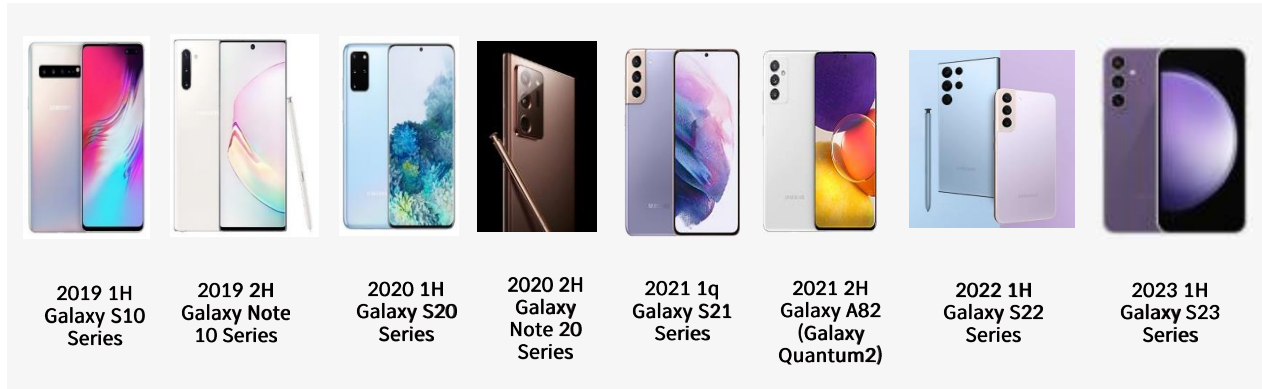 2019 1H
Galaxy S10
Series
2019 2H
Galaxy Note
10 Series
2020 1H
Galaxy S20
Series
2020 2H
Galaxy
Note 20
Series
2021 1q
Galaxy S21
Series
2021 2H
Galaxy A82
(Galaxy
Quantum2)
2022 1H
Galaxy S22
Series
2023 1H
Galaxy S23
Series